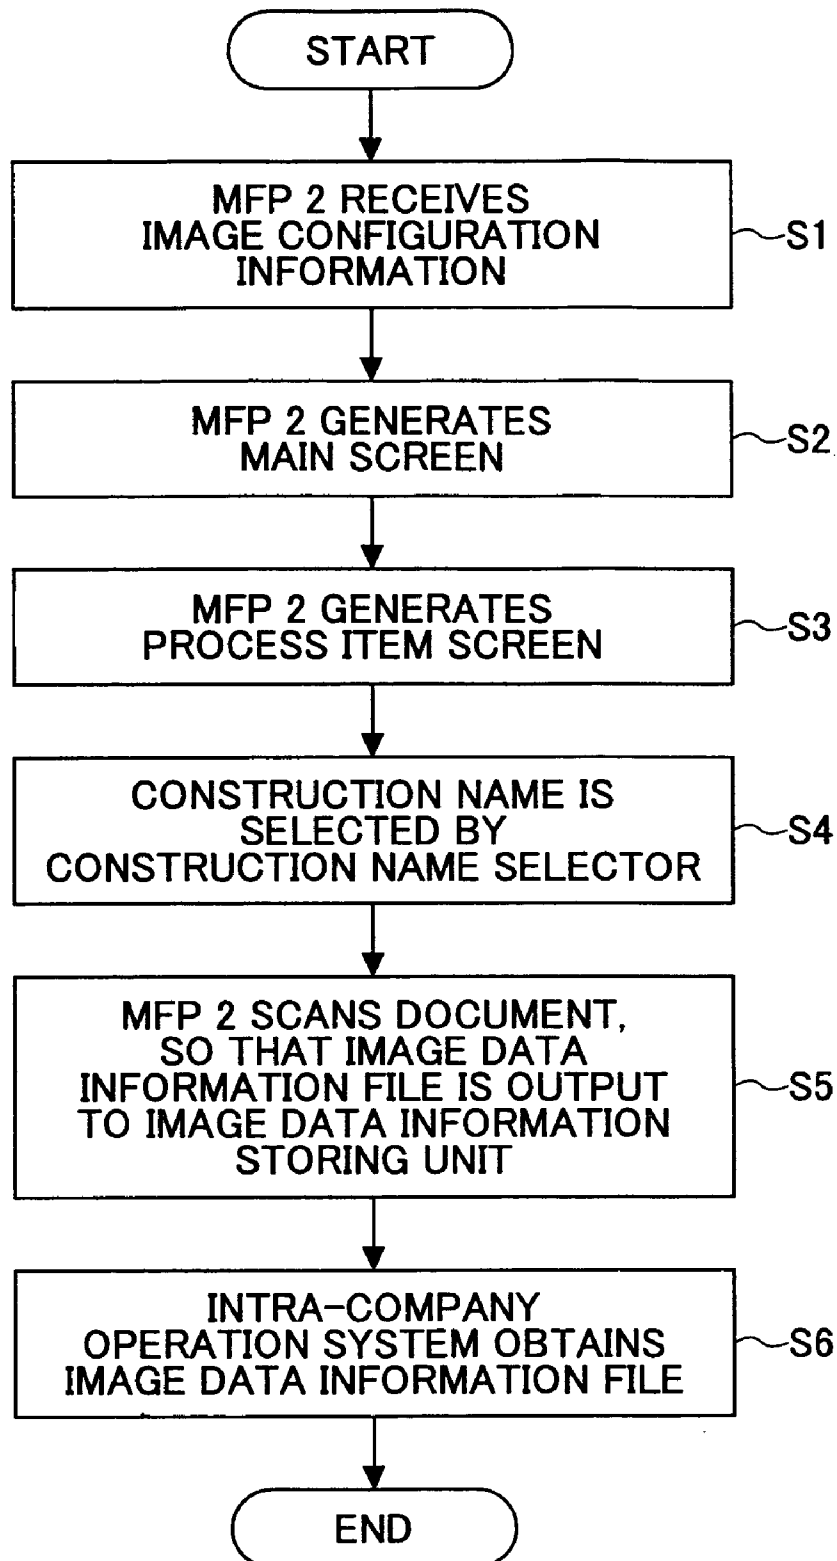 START
MFP 2 RECEIVES
IMAGE CONFIGURATION
INFORMATION
S1
MFP 2 GENERATES
MAIN SCREEN
S2
MFP 2 GENERATES
PROCESS ITEM SCREEN
S3
CONSTRUCTION NAME IS
SELECTED BY
CONSTRUCTION NAME SELECTOR
S4
MFP 2 SCANS DOCUMENT,
SO THAT IMAGE DATA
INFORMATION FILE IS OUTPUT
TO IMAGE DATA INFORMATION
STORING UNIT
S5
INTRA-COMPANY
OPERATION SYSTEM OBTAINS
IMAGE DATA INFORMATION FILE
S6
END